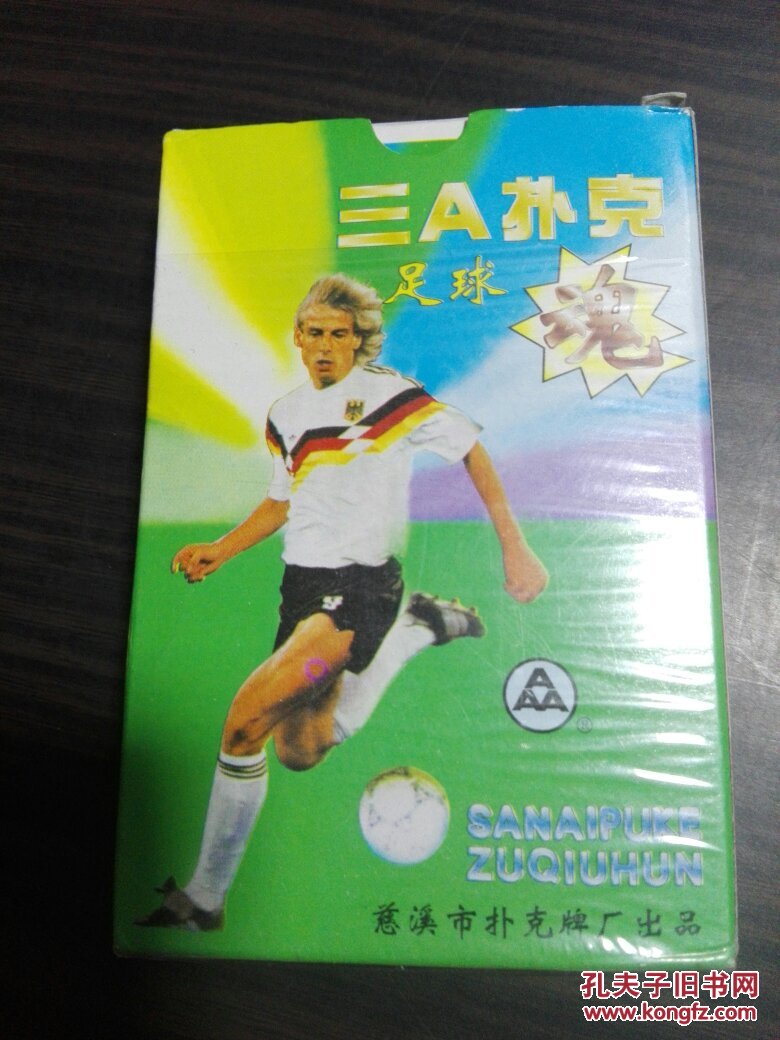 三A扑克
足球魂
A
AAA
®
SANAIPUKE
ZUQIUHUN
慈溪市扑克牌厂出品
孔夫子旧书网
www.kongfz.com